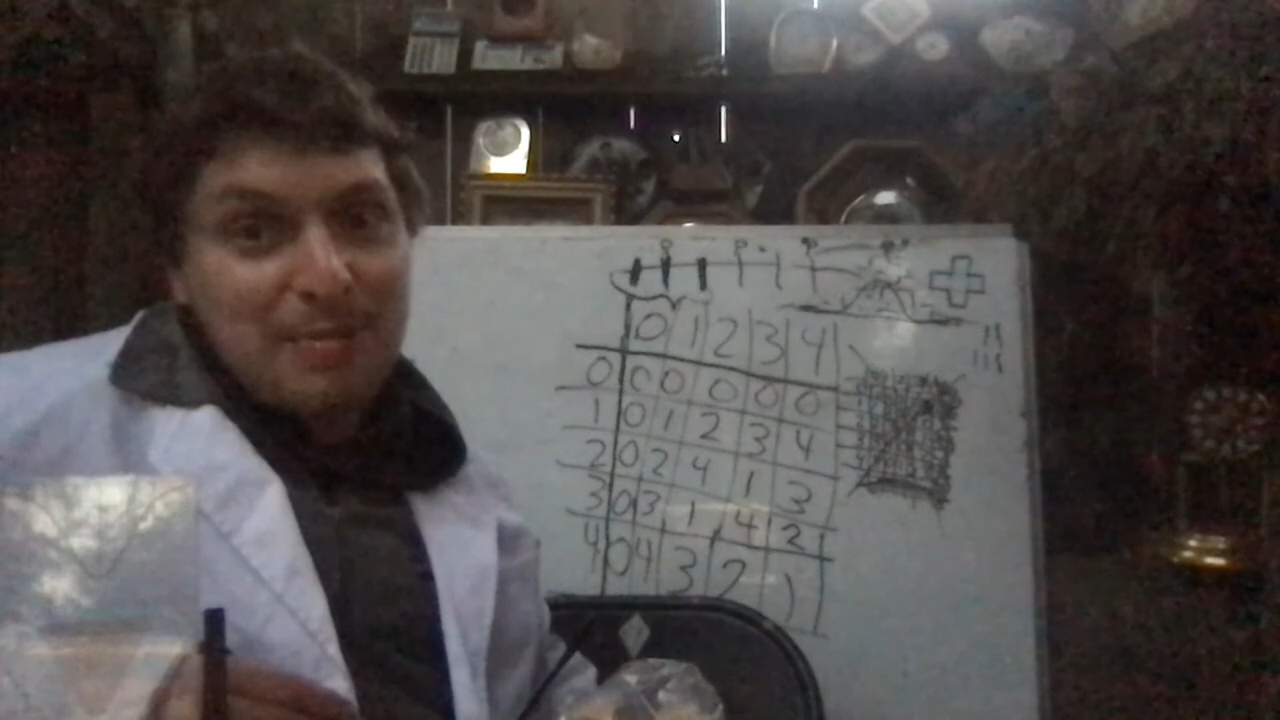 0 1 2 3 4
0 0 0 0 0 0
1 0 1 2 3 4
2 0 2 4 1 3
3 0 3 1 4 2
4 0 4 3 2 1